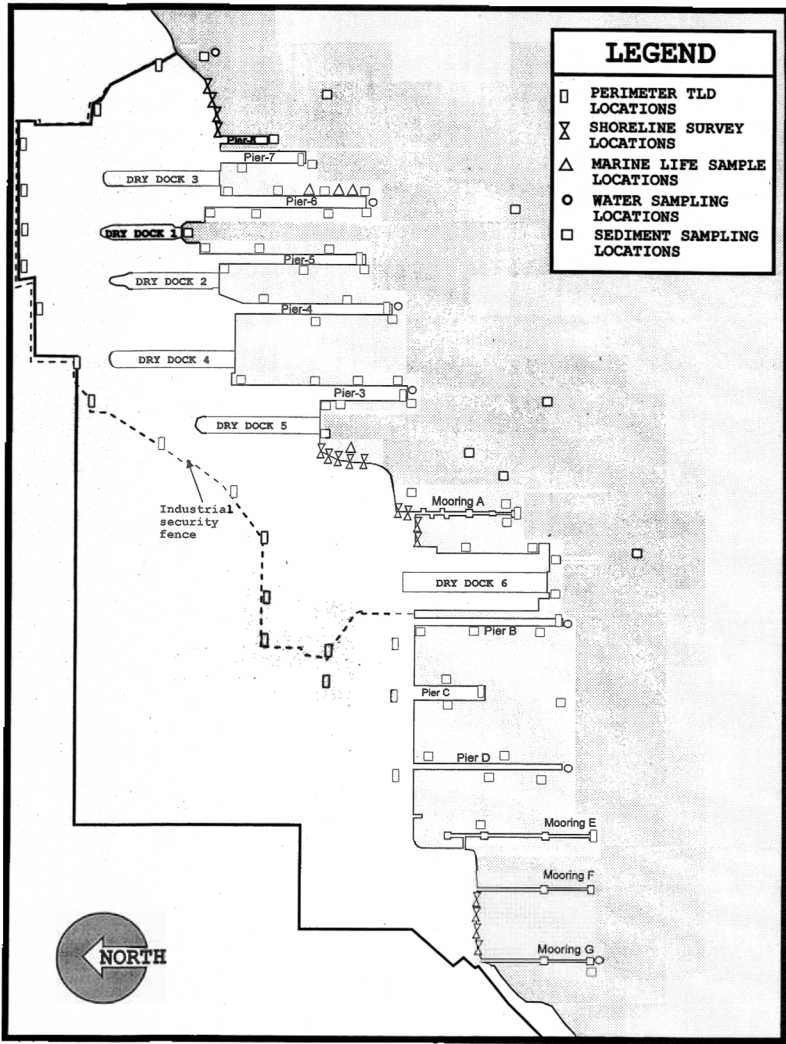 LEGEND
PERIMETER TLD
LOCATIONS
SHORELINE SURVEY
LOCATIONS
MARINE LIFE SAMPLE
LOCATIONS
WATER SAMPLING
LOCATIONS
SEDIMENT SAMPLING
LOCATIONS
Pier-8
Pier-7
DRY DOCK 3
Pier-6
DRY DOCK 1
Pier-5
DRY DOCK 2
Pier-4
DRY DOCK 4
Pier-3
DRY DOCK 5
Mooring A
Industrial
security
fence
DRY DOCK 6
Pier B
Pier C
Pier D
Mooring E
Mooring F
Mooring G
NORTH